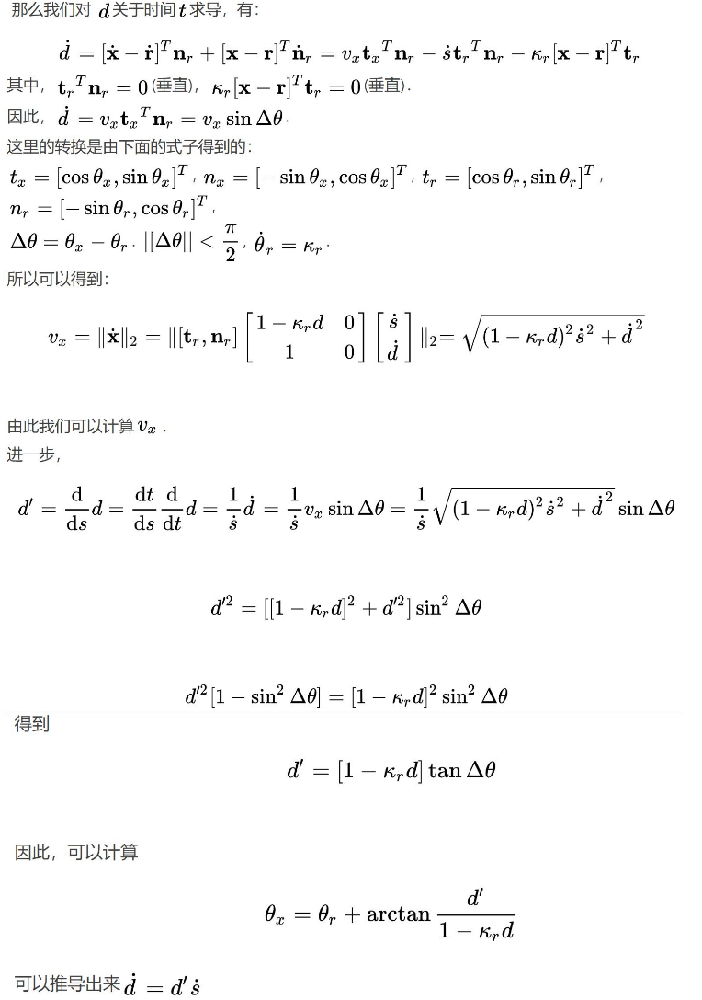 那么我们对 $d$ 关于时间 $t$ 求导，有：
$\dot{d} = [\dot{\mathbf{x}} - \dot{\mathbf{r}}]^T \mathbf{n}_r + [\mathbf{x} - \mathbf{r}]^T \dot{\mathbf{n}}_r = v_x {\mathbf{t}_x}^T \mathbf{n}_r - \dot{s} {\mathbf{t}_r}^T \mathbf{n}_r - \kappa_r [\mathbf{x} - \mathbf{r}]^T \mathbf{t}_r$
其中，${\mathbf{t}_r}^T \mathbf{n}_r = 0$ (垂直)，$\kappa_r [\mathbf{x} - \mathbf{r}]^T \mathbf{t}_r = 0$ (垂直).
因此，$\dot{d} = v_x {\mathbf{t}_x}^T \mathbf{n}_r = v_x \sin \Delta\theta$.
这里的转换是由下面的式子得到的：
$t_x = [\cos\theta_x, \sin\theta_x]^T$, $n_x = [-\sin\theta_x, \cos\theta_x]^T$, $t_r = [\cos\theta_r, \sin\theta_r]^T$,
$n_r = [-\sin\theta_r, \cos\theta_r]^T$,
$\Delta\theta = \theta_x - \theta_r$. $||\Delta\theta|| < \frac{\pi}{2}$, $\dot{\theta}_r = \kappa_r$.
所以可以得到：
$v_x = \|\dot{\mathbf{x}}\|_2 = \|[\mathbf{t}_r, \mathbf{n}_r] \begin{bmatrix} 1 - \kappa_r d & 0 \\ 1 & 0 \end{bmatrix} \begin{bmatrix} \dot{s} \\ \dot{d} \end{bmatrix} \|_2 = \sqrt{(1 - \kappa_r d)^2 \dot{s}^2 + \dot{d}^2}$
由此我们可以计算 $v_x$ .
进一步，
$d' = \frac{\mathrm{d}}{\mathrm{d}s} d = \frac{\mathrm{d}t}{\mathrm{d}s} \frac{\mathrm{d}}{\mathrm{d}t} d = \frac{1}{\dot{s}} \dot{d} = \frac{1}{\dot{s}} v_x \sin \Delta\theta = \frac{1}{\dot{s}} \sqrt{(1 - \kappa_r d)^2 \dot{s}^2 + \dot{d}^2} \sin \Delta\theta$
$d'^2 = [[1 - \kappa_r d]^2 + d'^2] \sin^2 \Delta\theta$
$d'^2 [1 - \sin^2 \Delta\theta] = [1 - \kappa_r d]^2 \sin^2 \Delta\theta$
得到
$d' = [1 - \kappa_r d] \tan \Delta\theta$
因此，可以计算
$\theta_x = \theta_r + \arctan \frac{d'}{1 - \kappa_r d}$
可以推导出来 $\dot{d} = d' \dot{s}$